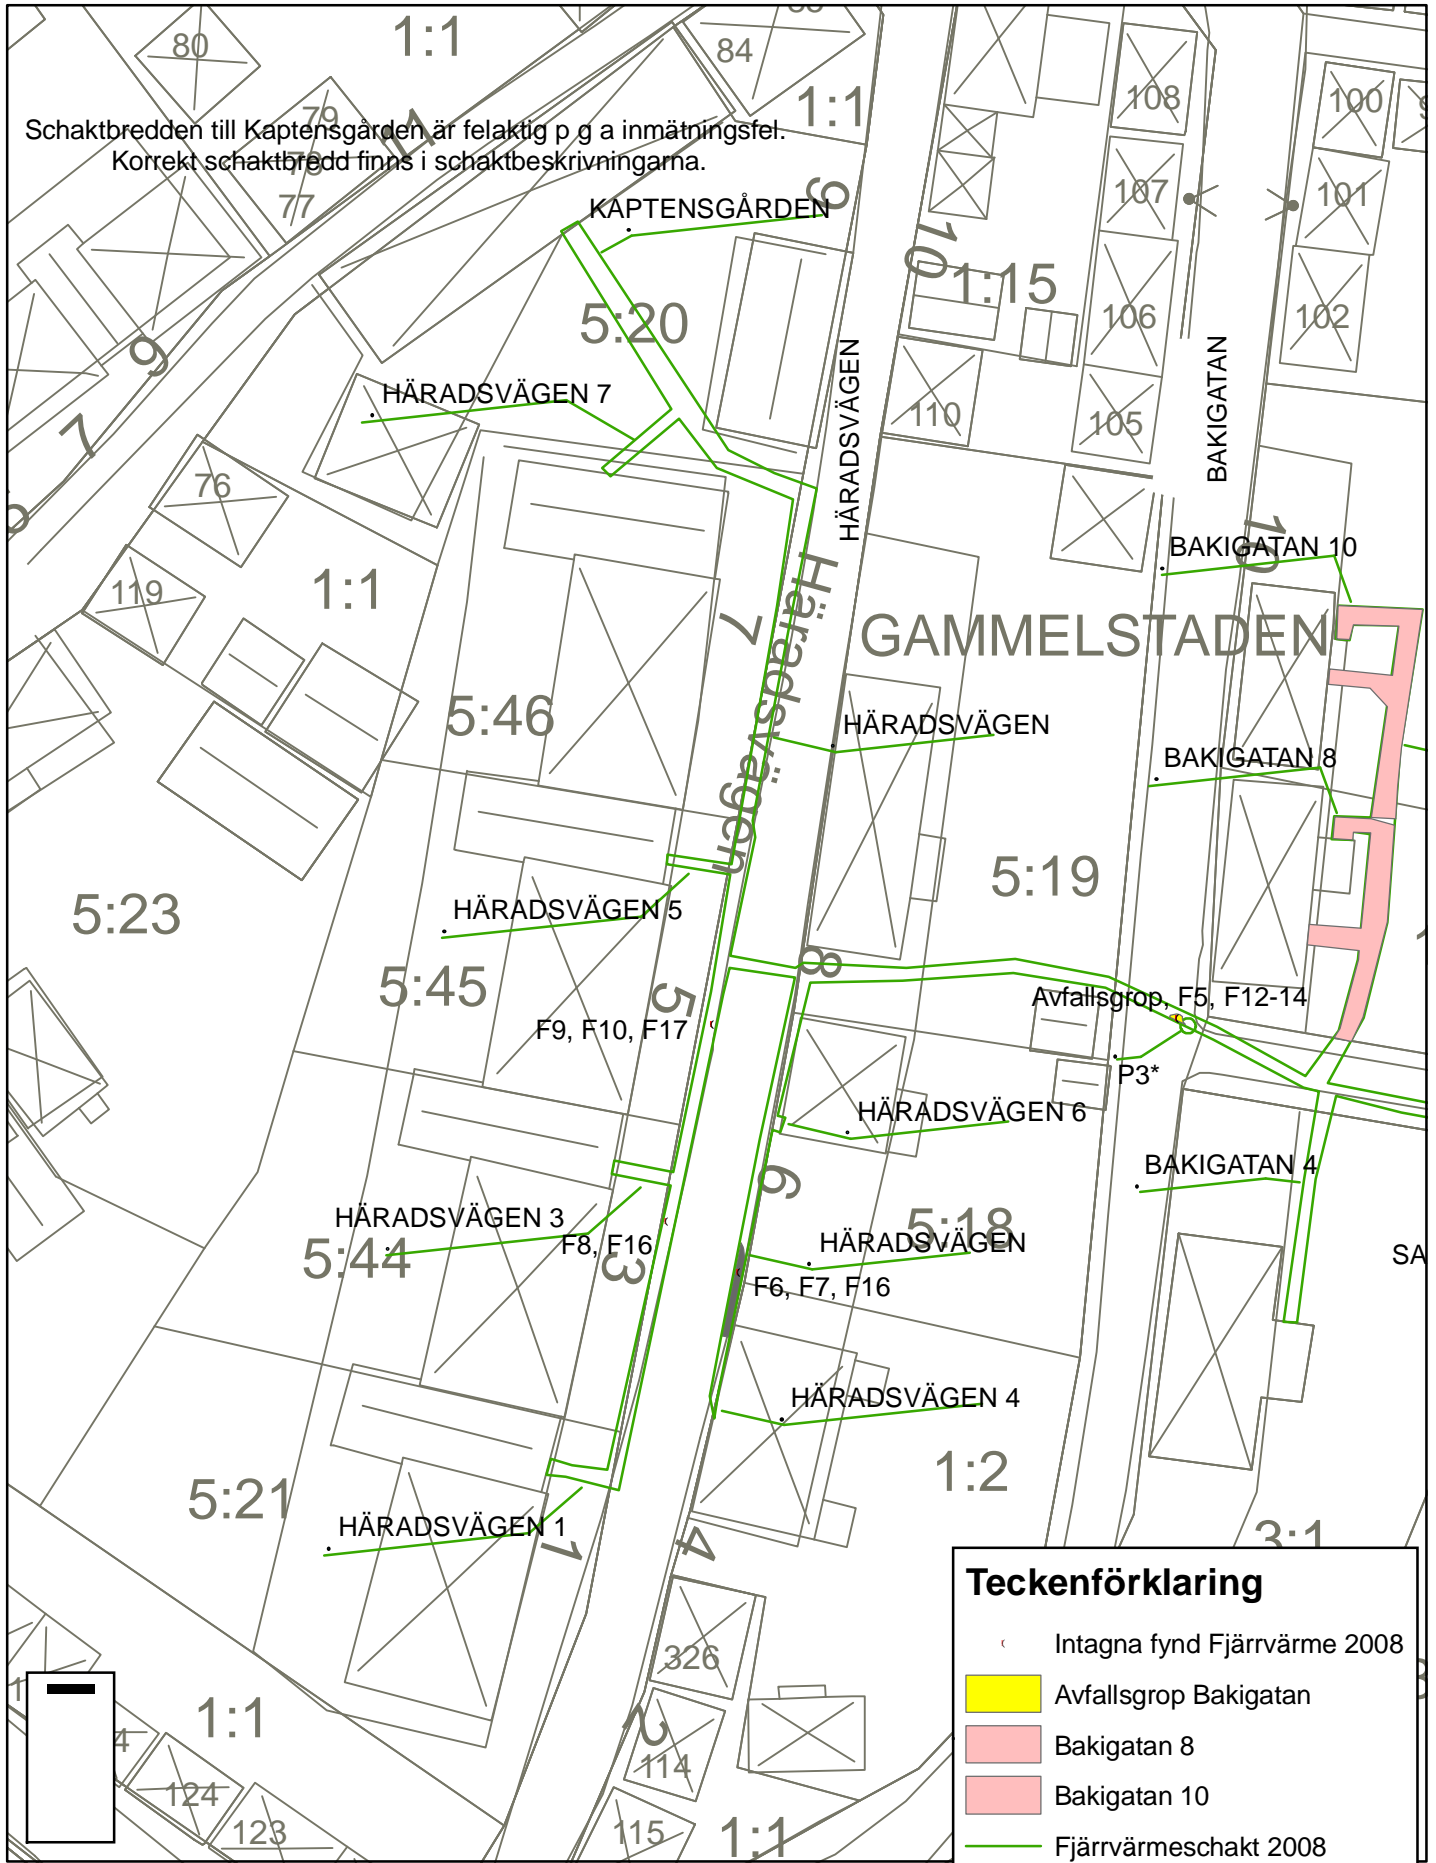 80
1:1
84
79
1:1
108
100
Schaktbredden till Kaptensgården är felaktig p g a inmätningsfel.
Korrekt schaktbredd finns i schaktbeskrivningarna.
11
78
77
9
107
101
KAPTENSGÅRDEN
10
1:15
5:20
106
102
9
HÄRADSVÄGEN
BAKIGATAN
HÄRADSVÄGEN 7
110
105
7
76
10
BAKIGATAN 10
119
1:1
7
Häradsvägen
GAMMELSTADEN
5:46
HÄRADSVÄGEN
BAKIGATAN 8
5:19
5:23
HÄRADSVÄGEN 5
8
5:45
5
Avfallsgrop, F5, F12-14
F9, F10, F17
P3*
HÄRADSVÄGEN 6
BAKIGATAN 4
6
HÄRADSVÄGEN 3
5:18
F8, F16
HÄRADSVÄGEN
5:44
3
SA
F6, F7, F16
HÄRADSVÄGEN 4
1:2
5:21
HÄRADSVÄGEN 1
1
4
3:1
Teckenförklaring
326
Intagna fynd Fjärrvärme 2008
Avfallsgrop Bakigatan
1:1
2
Bakigatan 8
114
124
Bakigatan 10
123
115
1:1
Fjärrvärmeschakt 2008